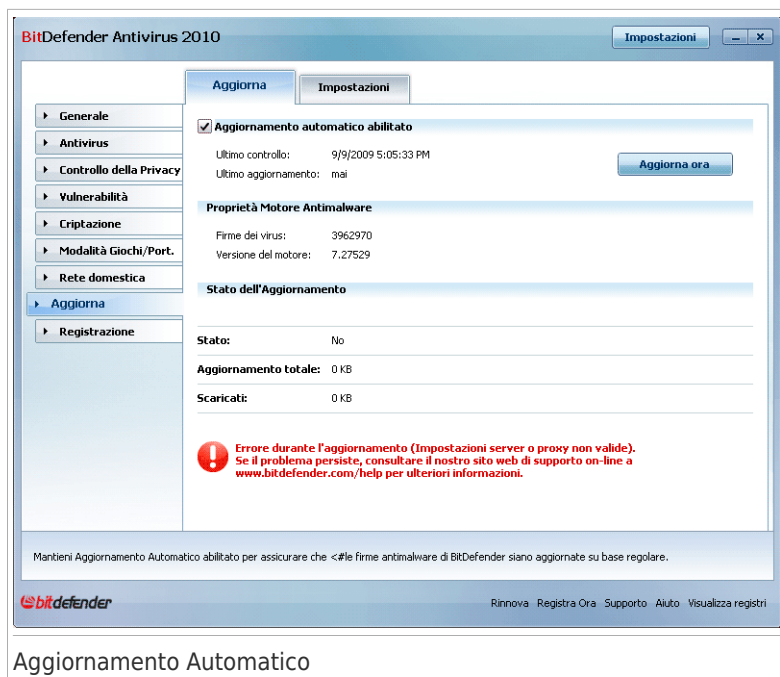 BitDefender Antivirus 2010
Impostazioni
Aggiorna
Impostazioni
Generale
Antivirus
Controllo della Privacy
Vulnerabilità
Criptazione
Modalità Giochi/Port.
Rete domestica
Aggiorna
Registrazione
Aggiornamento automatico abilitato
Ultimo controllo: 9/9/2009 5:05:33 PM
Ultimo aggiornamento: mai
Aggiorna ora
Proprietà Motore Antimalware
Firme dei virus: 3962970
Versione del motore: 7.27529
Stato dell'Aggiornamento
Stato: No
Aggiornamento totale: 0 KB
Scaricati: 0 KB
Errore durante l'aggiornamento (Impostazioni server o proxy non valide).
Se il problema persiste, consultare il nostro sito web di supporto on-line a
www.bitdefender.com/help per ulteriori informazioni.
Mantieni Aggiornamento Automatico abilitato per assicurare che <#le firme antimalware di BitDefender siano aggiornate su base regolare.
bitdefender
Rinnova Registra Ora Supporto Aiuto Visualizza registri
Aggiornamento Automatico